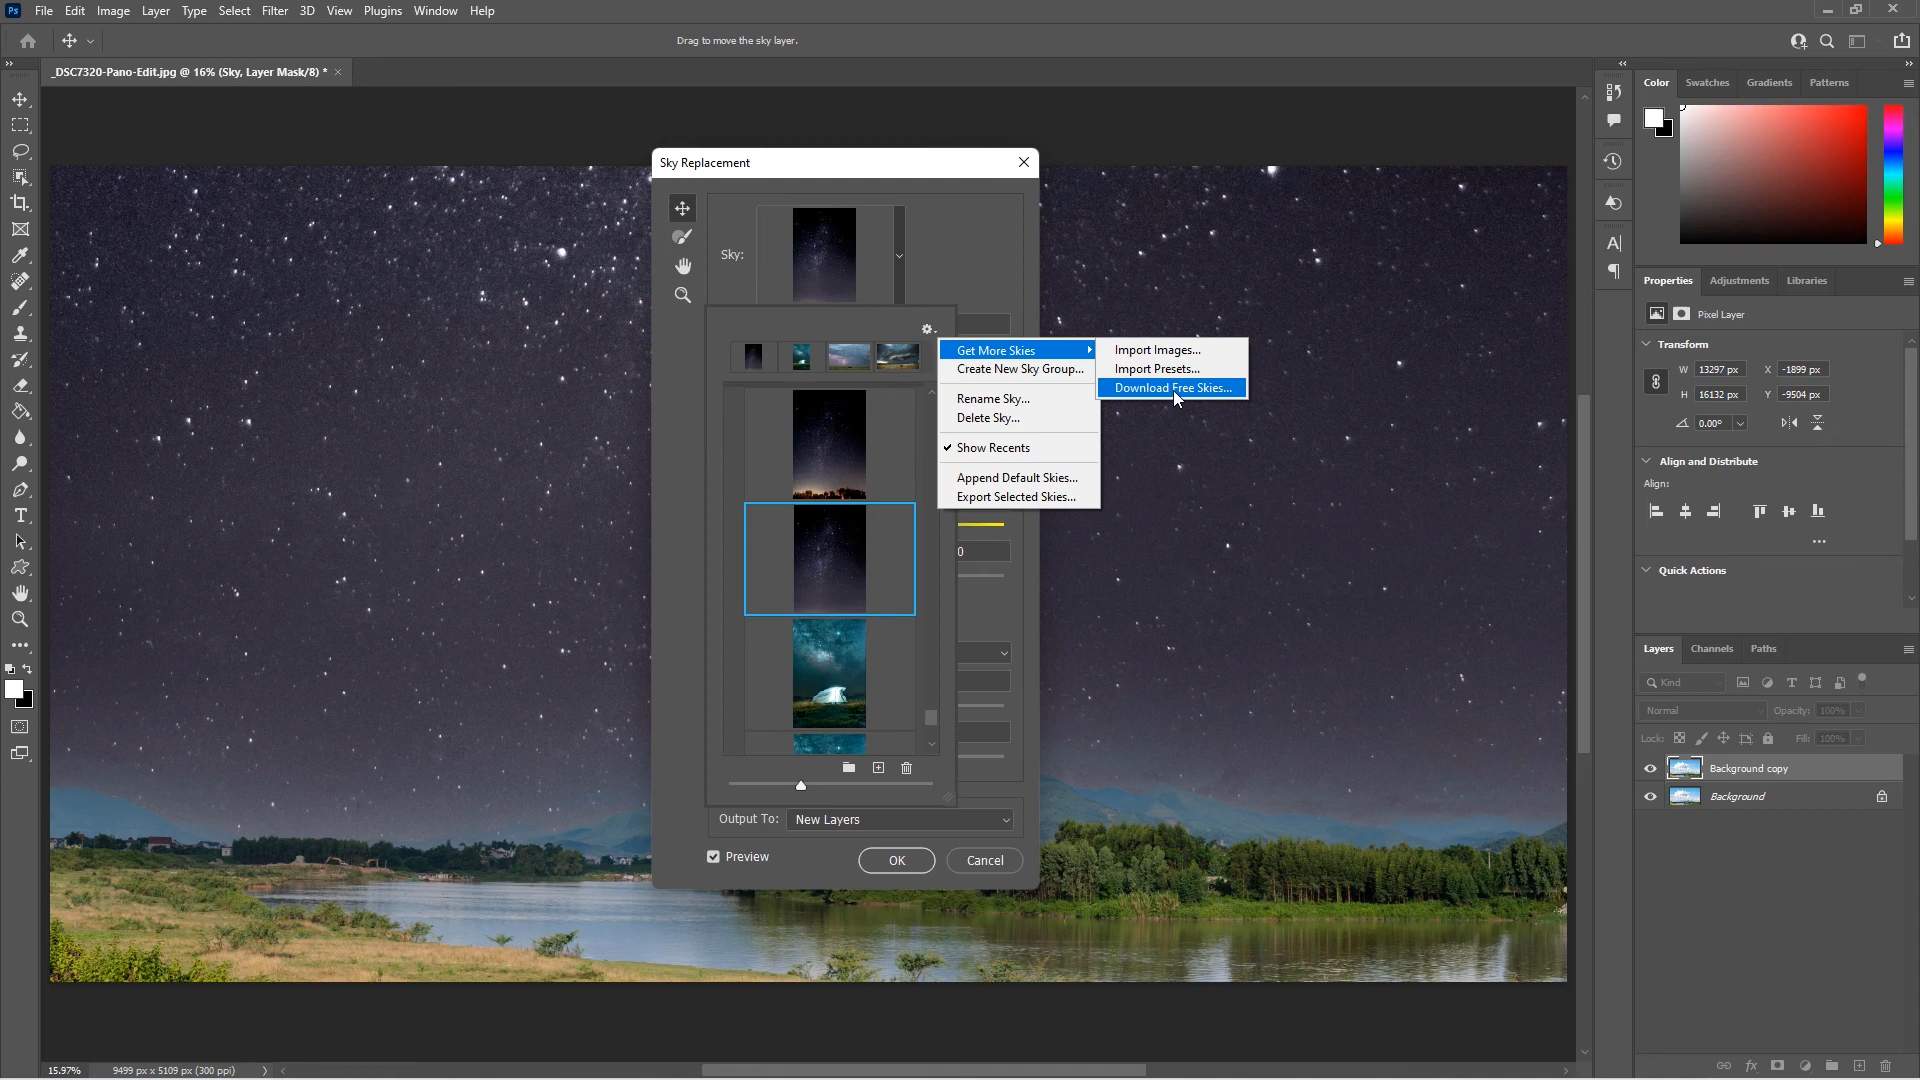 Ps File Edit Image Layer Type Select Filter 3D View Plugins Window Help
Drag to move the sky layer.
_DSC7320-Pano-Edit.jpg @ 16% (Sky, Layer Mask/8) *
Color Swatches Gradients Patterns
Sky Replacement
Sky:
Get More Skies
Create New Sky Group...
Rename Sky...
Delete Sky...
Show Recents
Append Default Skies...
Export Selected Skies...
Import Images...
Import Presets...
Download Free Skies...
0
Output To: New Layers
Preview
OK
Cancel
Properties Adjustments Libraries
Pixel Layer
Transform
W 13297 px X -1899 px
H 16132 px Y -9504 px
0.00°
Align and Distribute
Align:
Quick Actions
Layers Channels Paths
Kind
Normal Opacity: 100%
Lock: Fill: 100%
Background copy
Background
15.97% 9499 px x 5109 px (300 ppi)